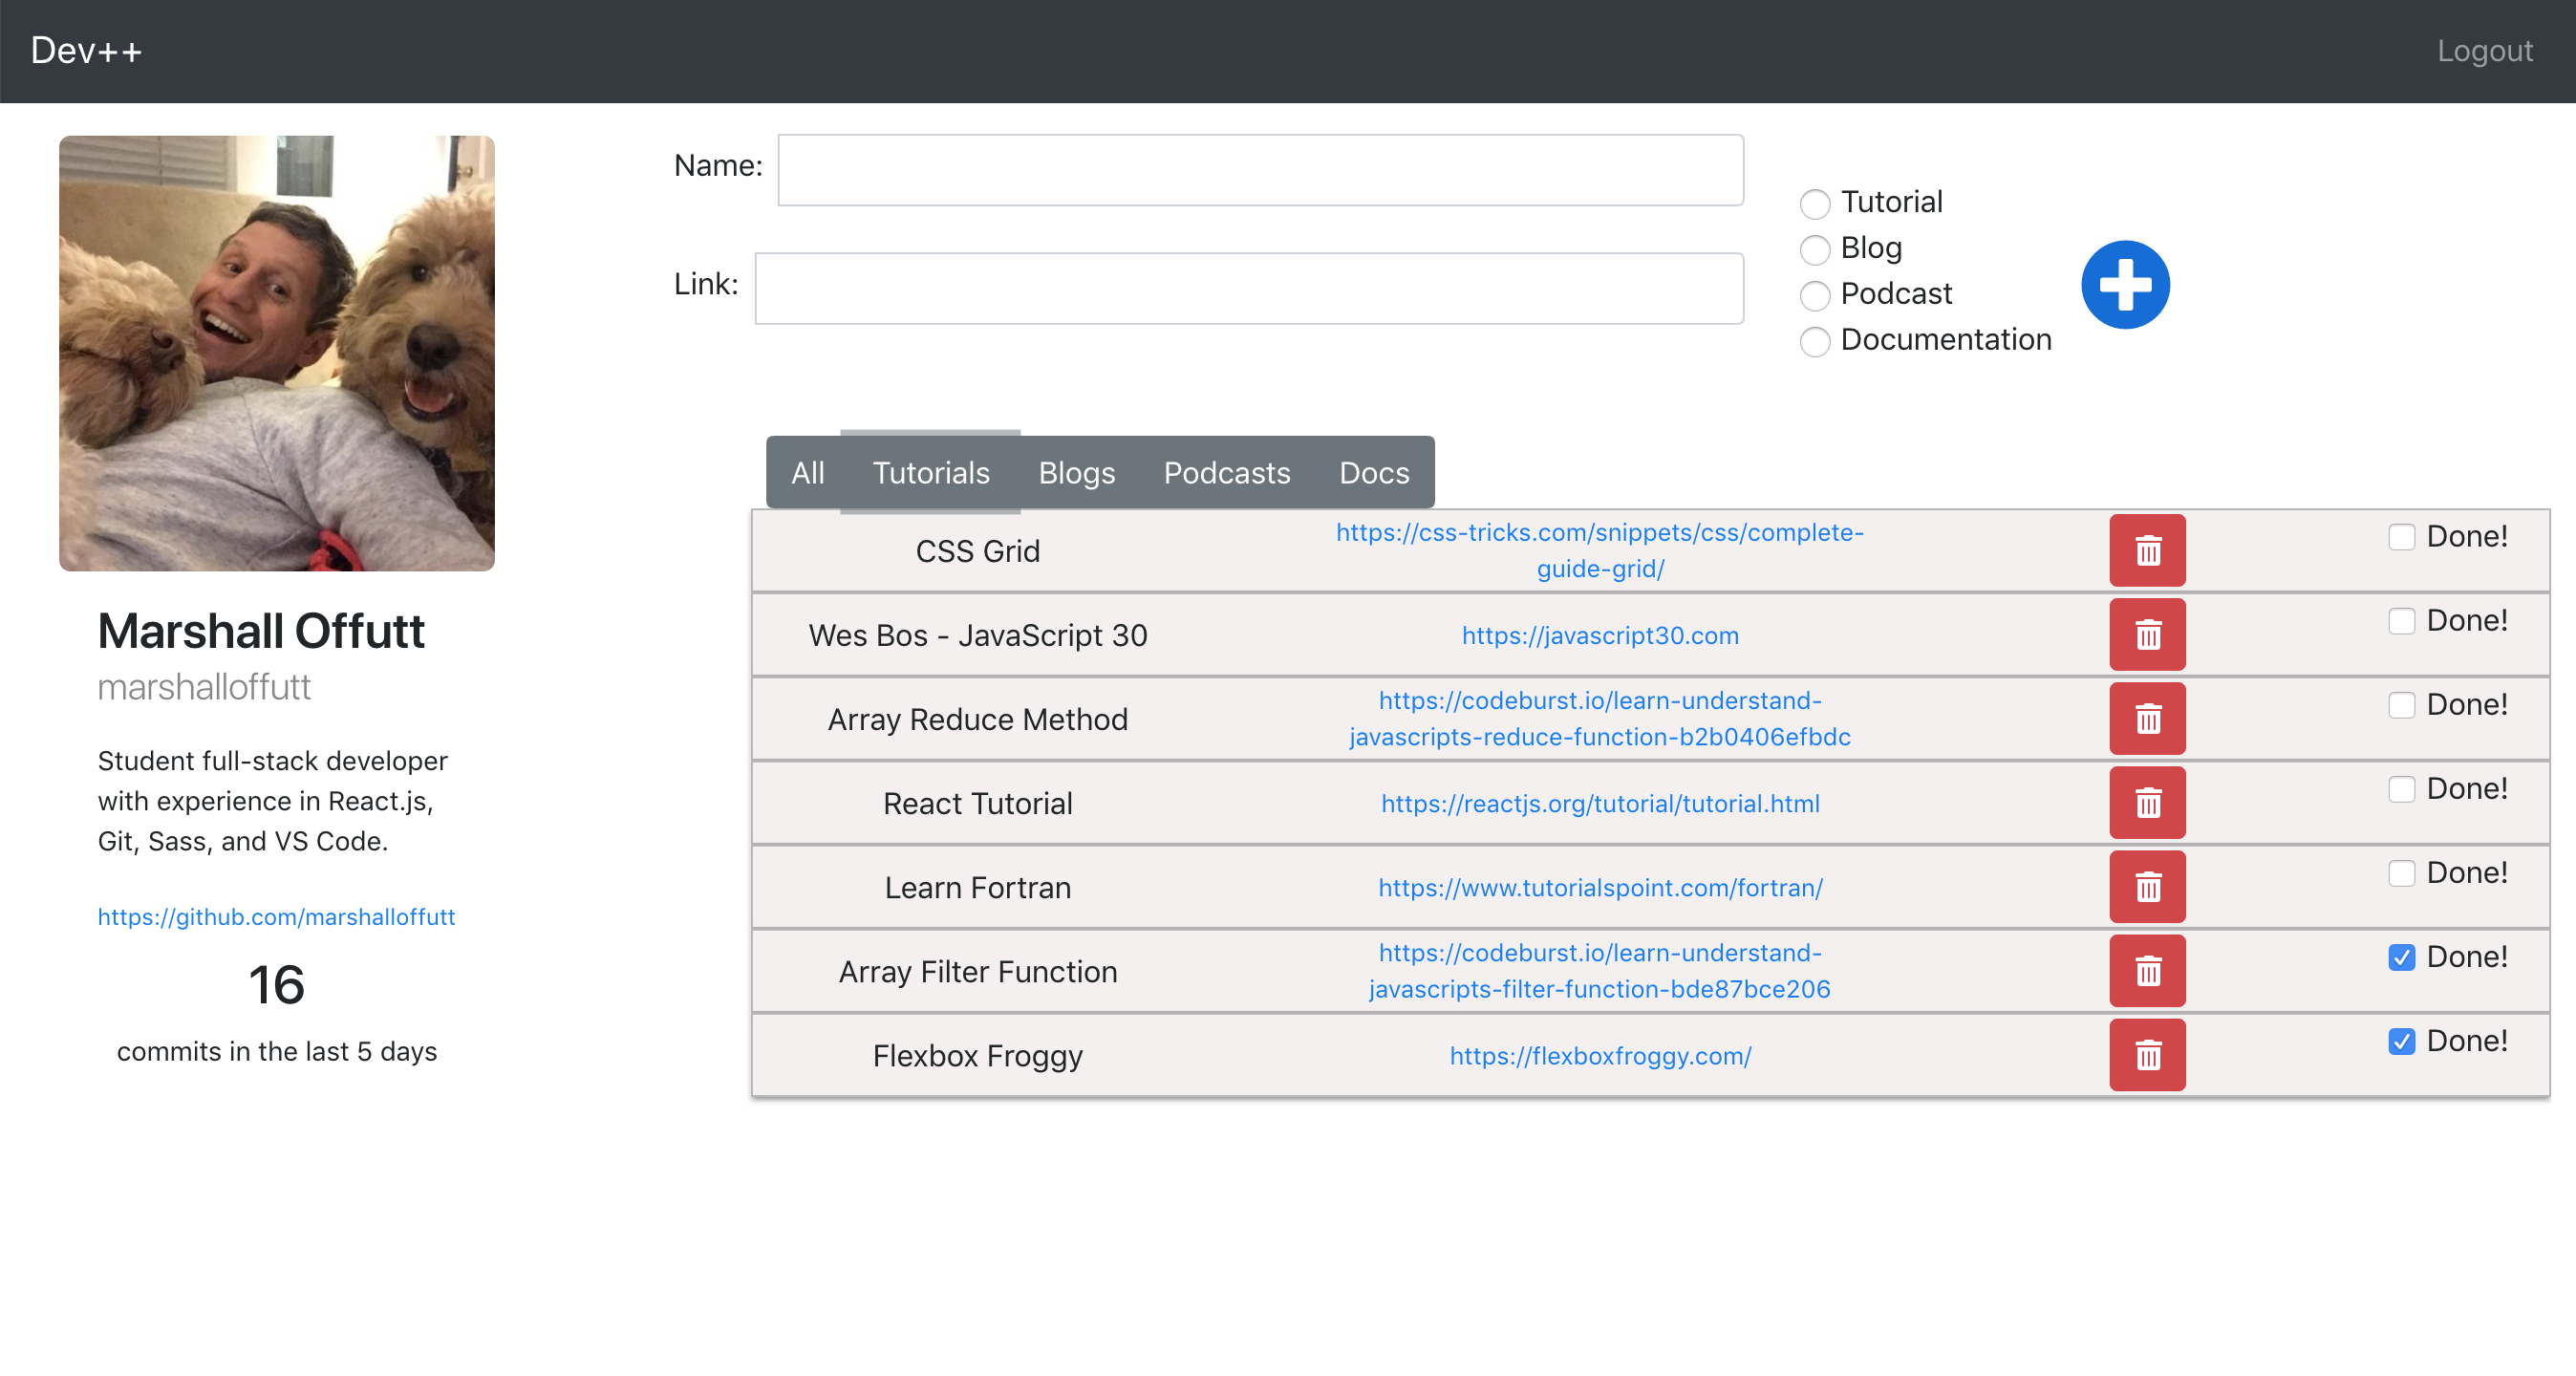 Dev++
Logout
Name:
Link:
Tutorial
Blog
Podcast
Documentation
Marshall Offutt
marshalloffutt
Student full-stack developer
with experience in React.js,
Git, Sass, and VS Code.
https://github.com/marshalloffutt
16
commits in the last 5 days
All Tutorials Blogs Podcasts Docs
CSS Grid
https://css-tricks.com/snippets/css/complete-
guide-grid/
Done!
Wes Bos - JavaScript 30
https://javascript30.com
Done!
Array Reduce Method
https://codeburst.io/learn-understand-
javascripts-reduce-function-b2b0406efbdc
Done!
React Tutorial
https://reactjs.org/tutorial/tutorial.html
Done!
Learn Fortran
https://www.tutorialspoint.com/fortran/
Done!
Array Filter Function
https://codeburst.io/learn-understand-
javascripts-filter-function-bde87bce206
Done!
Flexbox Froggy
https://flexboxfroggy.com/
Done!